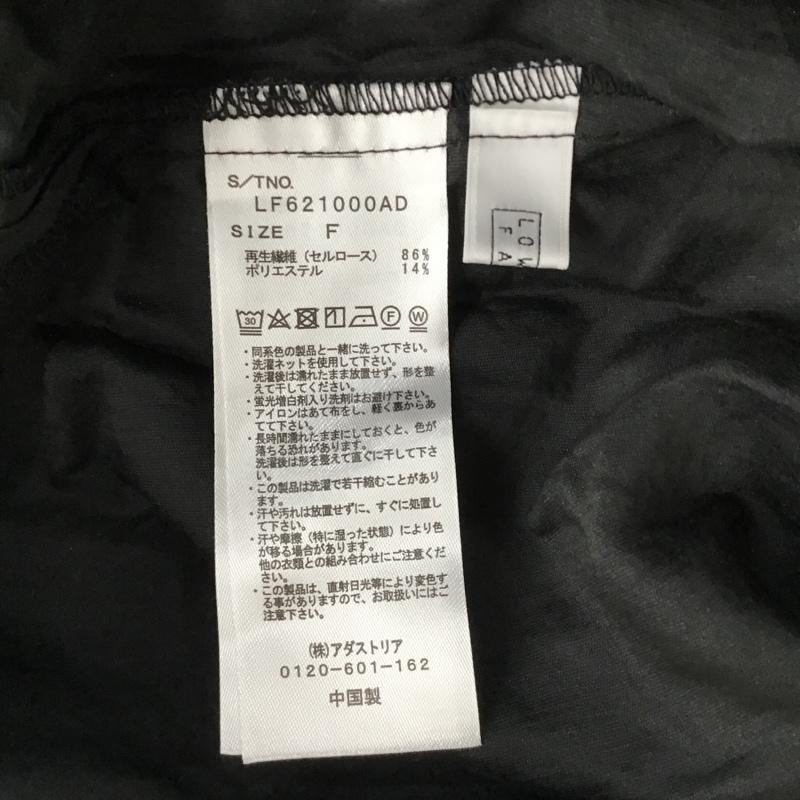 S/TNO.
LF621000AD
SIZE F
再生繊維（セルロース） 86%
ポリエステル 14%
30 F W
・同系色の製品と一緒に洗って下さい。
・洗濯ネットを使用して下さい。
・洗濯後は濡れたまま放置せず、形を整
えて干してください。
・蛍光増白剤入り洗剤はお避け下さい。
・アイロンはあて布をし、軽く裏からあ
てて下さい。
・長時間濡れたままにしておくと、色が
落ちる恐れがあります。
洗濯後は形を整えて直ぐに干して下さ
い。
・この製品は洗濯で若干縮むことがあり
ます。
・汗や汚れは放置せずに、すぐに処置し
て下さい。
・汗や摩擦（特に湿った状態）により色
が移る場合があります。
他の衣類との組み合わせにご注意くだ
さい。
・この製品は、直射日光等により変色す
る事がありますので、お取扱いにはご
注意下さい。
(株)アダストリア
0120-601-162
中国製
LOW
FA